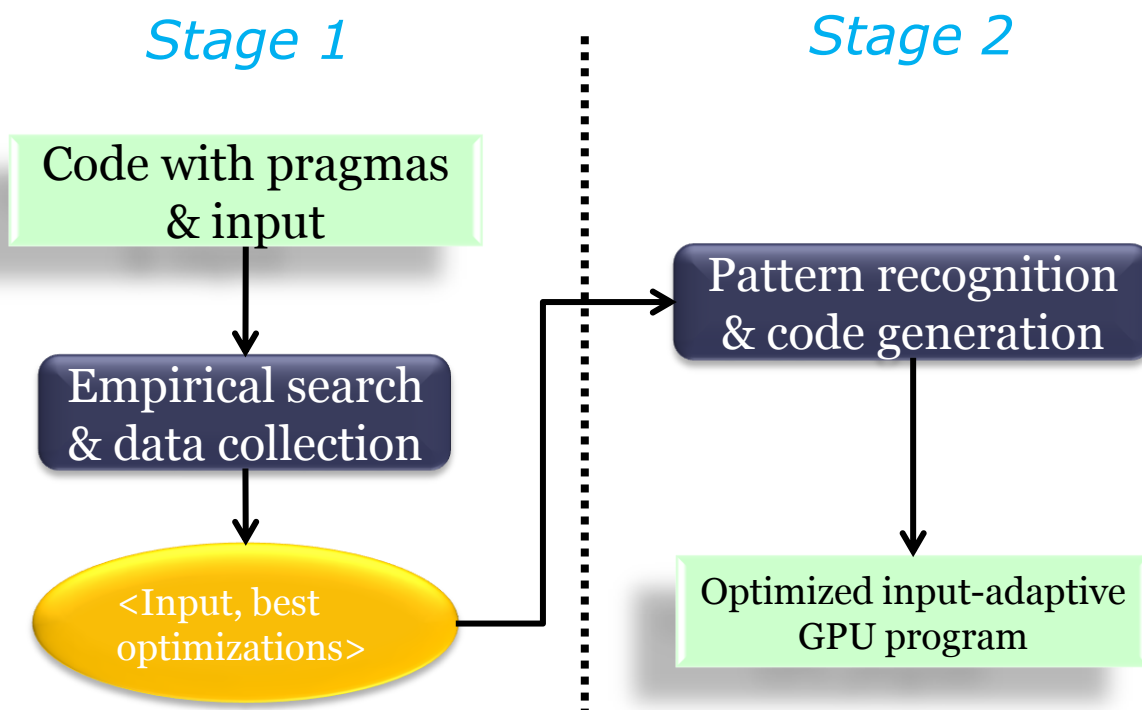 Stage 1
Code with pragmas
& input
Empirical search
& data collection
<Input, best
optimizations>
Stage 2
Pattern recognition
& code generation
Optimized input-adaptive
GPU program